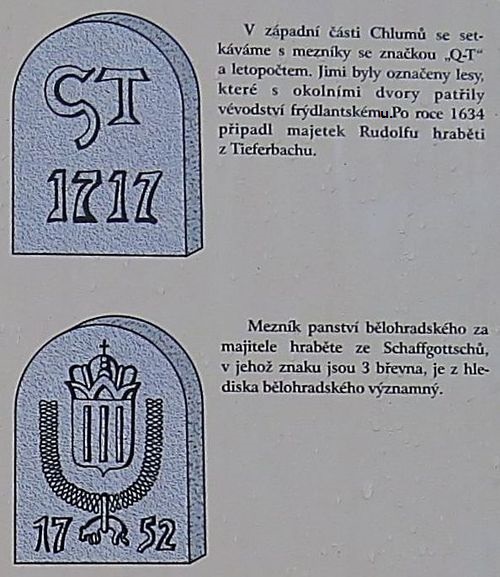 ST
1717
V západní části Chlumů se set-
káváme s mezníky se značkou „Q-T“
a letopočtem. Jimi byly označeny lesy,
které s okolními dvory patřily
vévodství frýdlantskému.Po roce 1634
připadl majetek Rudolfu hraběti
z Tieferbachu.
Mezník panství bělohradského za
majitele hraběte ze Schaffgottschů,
v jehož znaku jsou 3 břevna, je z hle-
diska bělohradského významný.
17 52